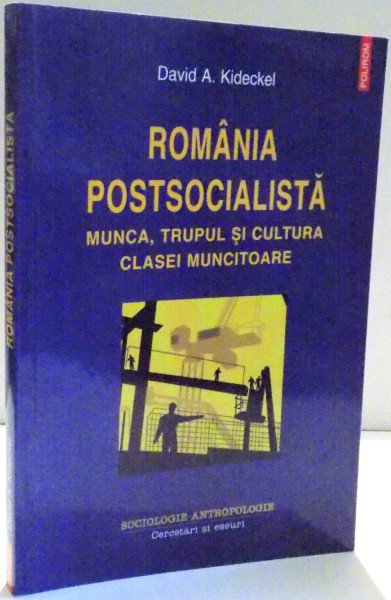 David A. Kideckel
POLIROM
ROMÂNIA
POSTSOCIALISTĂ
MUNCA, TRUPUL ȘI CULTURA
CLASEI MUNCITOARE
SOCIOLOGIE ANTROPOLOGIE
Cercetări și eseuri
ROMÂNIA POSTSOCIALISTĂ